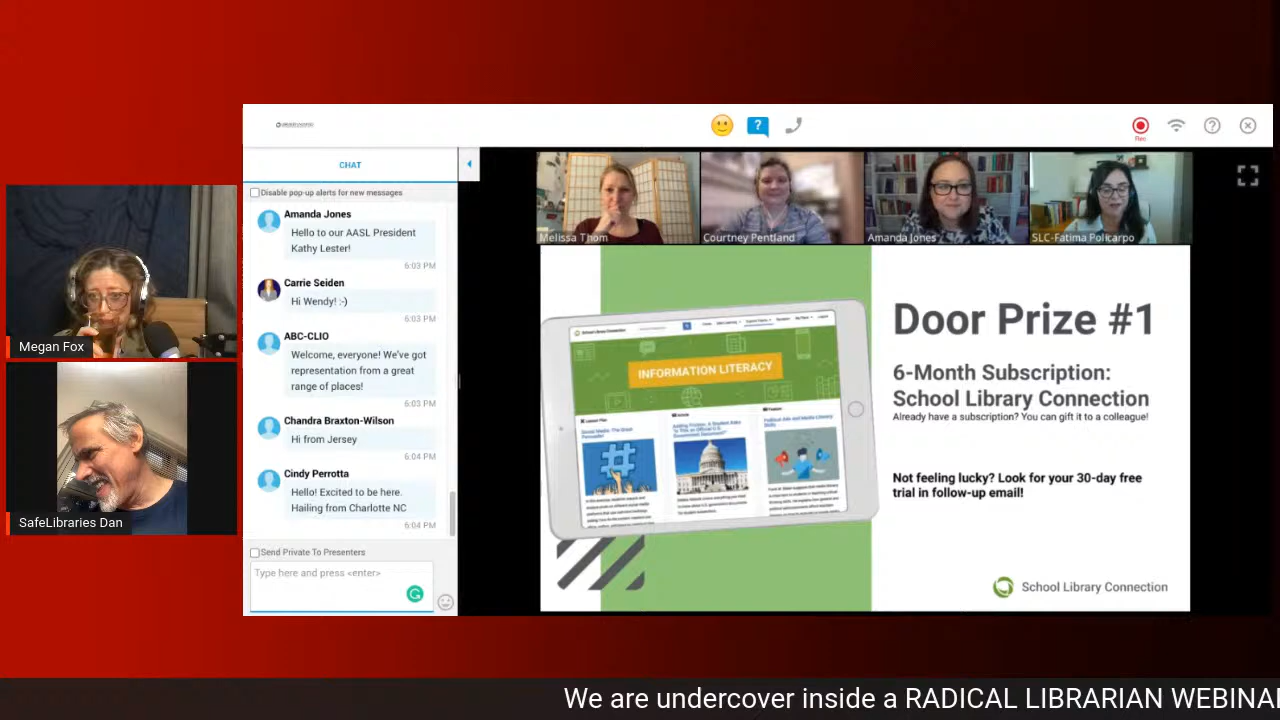 Megan Fox
SafeLibraries Dan
CHAT
Disable pop-up alerts for new messages
Amanda Jones
Hello to our AASL President
Kathy Lester!
6:03 PM
Carrie Seiden
Hi Wendy! :-)
6:03 PM
ABC-CLIO
Welcome, everyone! We've got
representation from a great
range of places!
6:03 PM
Chandra Braxton-Wilson
Hi from Jersey
6:04 PM
Cindy Perrotta
Hello! Excited to be here.
Hailing from Charlotte NC
6:04 PM
Send Private To Presenters
Type here and press <enter>
Rec
Melissa Thom
Courtney Pentland
Amanda Jones
SLC-Fatima Policarpo
School Library Connection
INFORMATION LITERACY
Door Prize #1
6-Month Subscription:
School Library Connection
Already have a subscription? You can gift it to a colleague!
Not feeling lucky? Look for your 30-day free
trial in follow-up email!
School Library Connection
We are undercover inside a RADICAL LIBRARIAN WEBINA